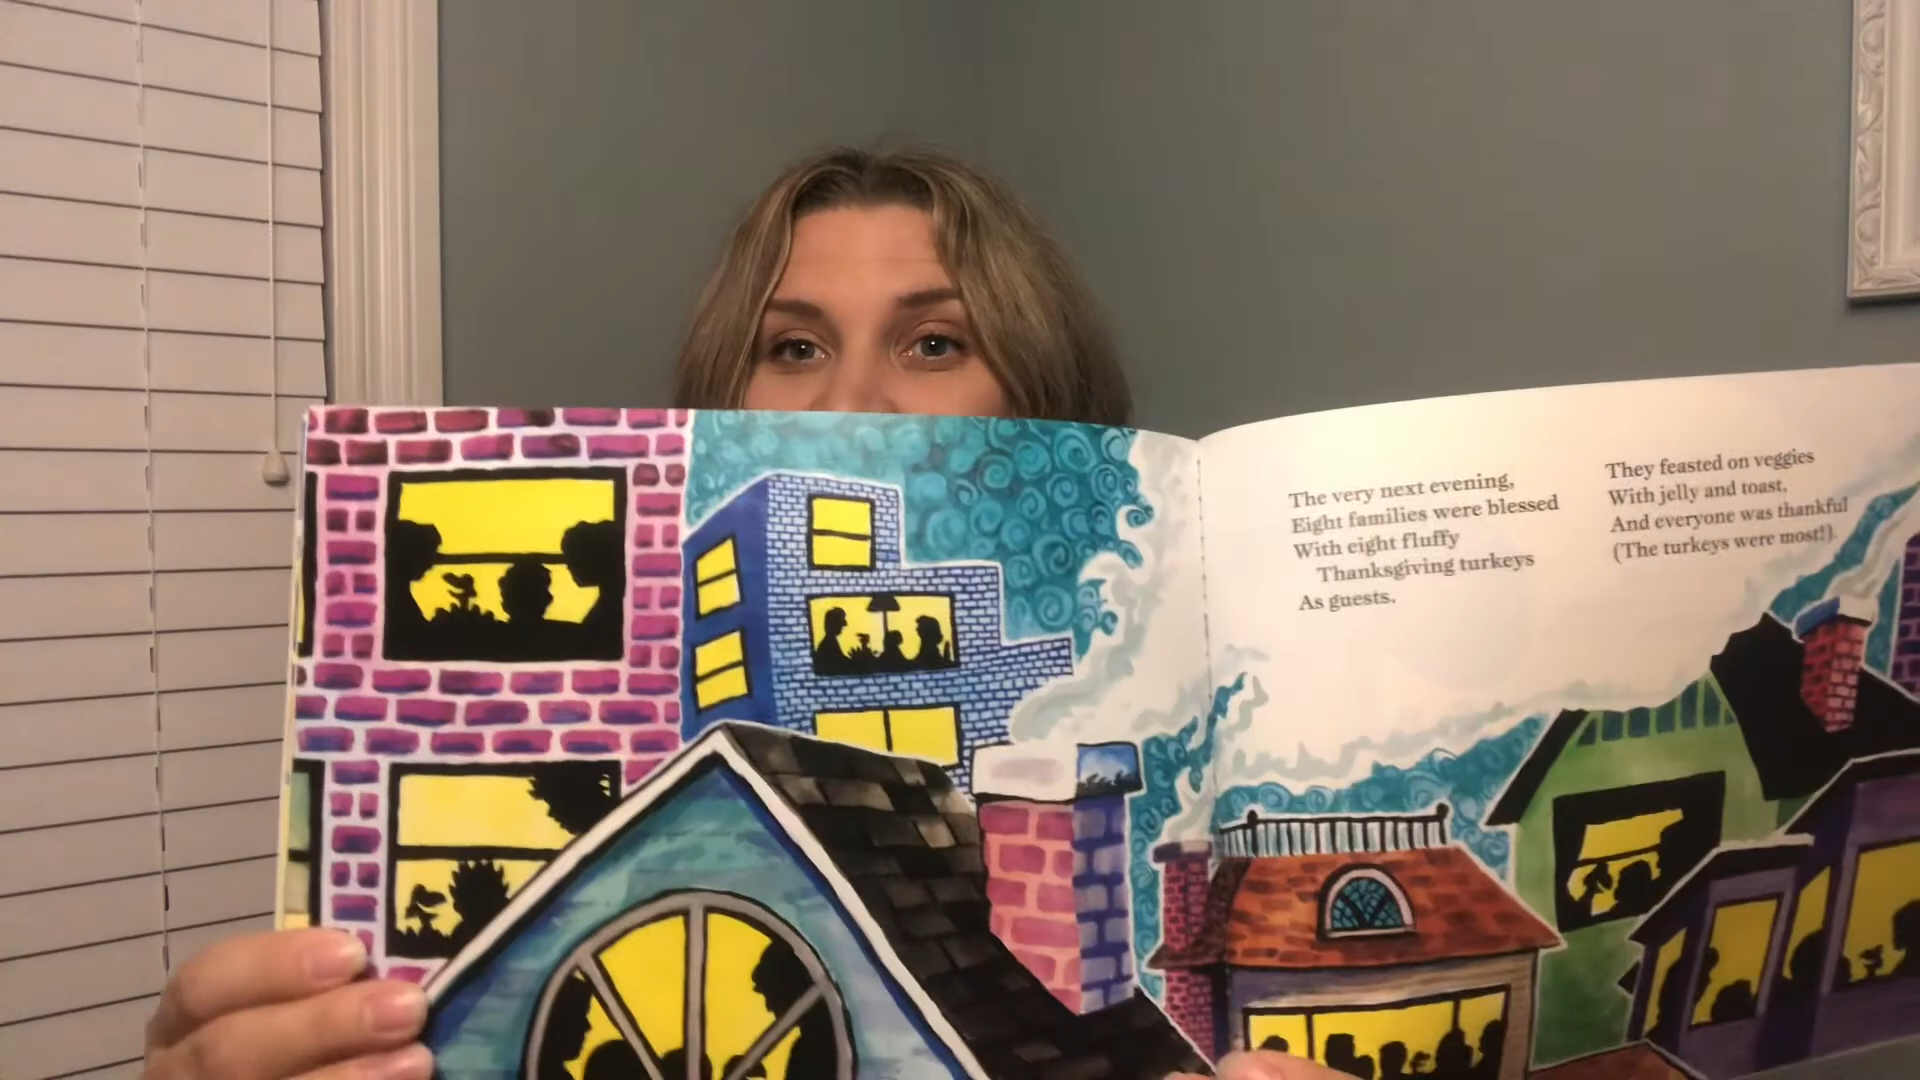 The very next evening,
Eight families were blessed
With eight fluffy
Thanksgiving turkeys
As guests.
They feasted on veggies
With jelly and toast,
And everyone was thankful
(The turkeys were most!).